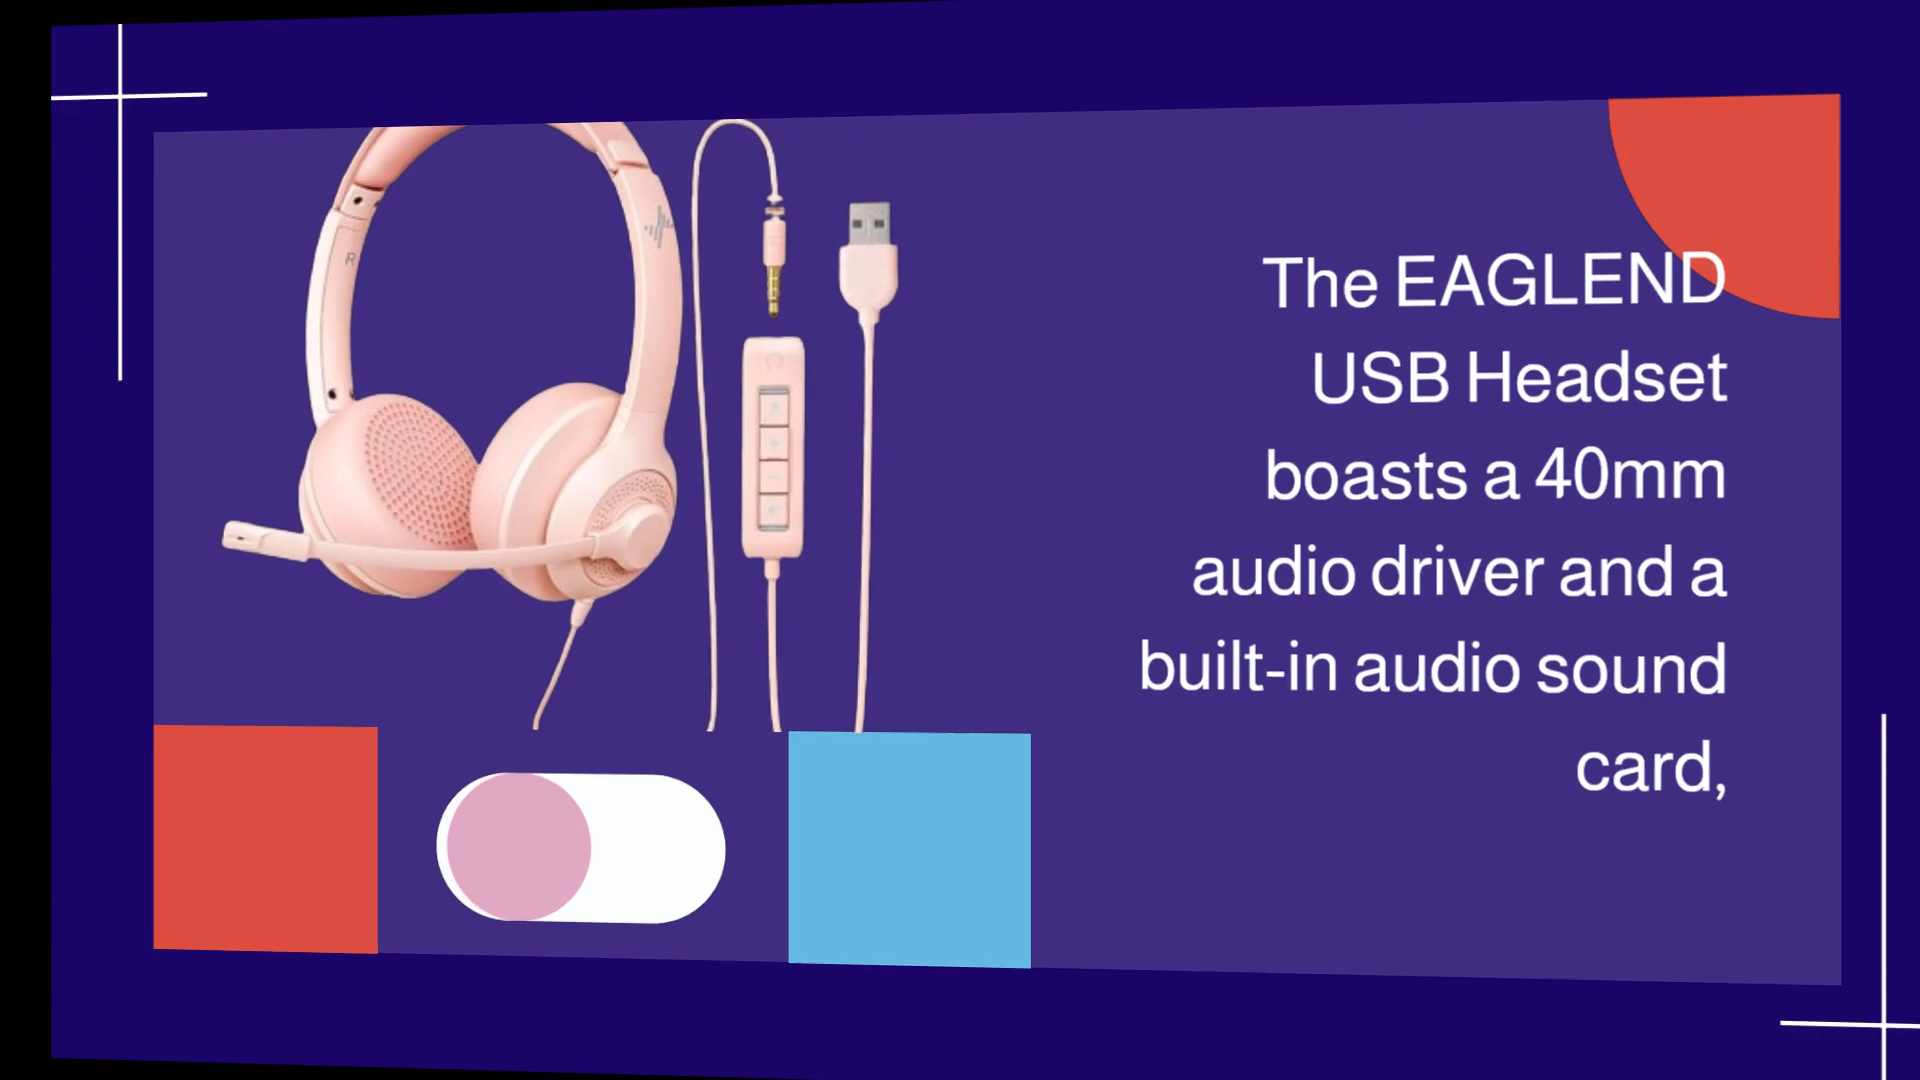 R
The EAGLEND
USB Headset
boasts a 40mm
audio driver and a
built-in audio sound
card,